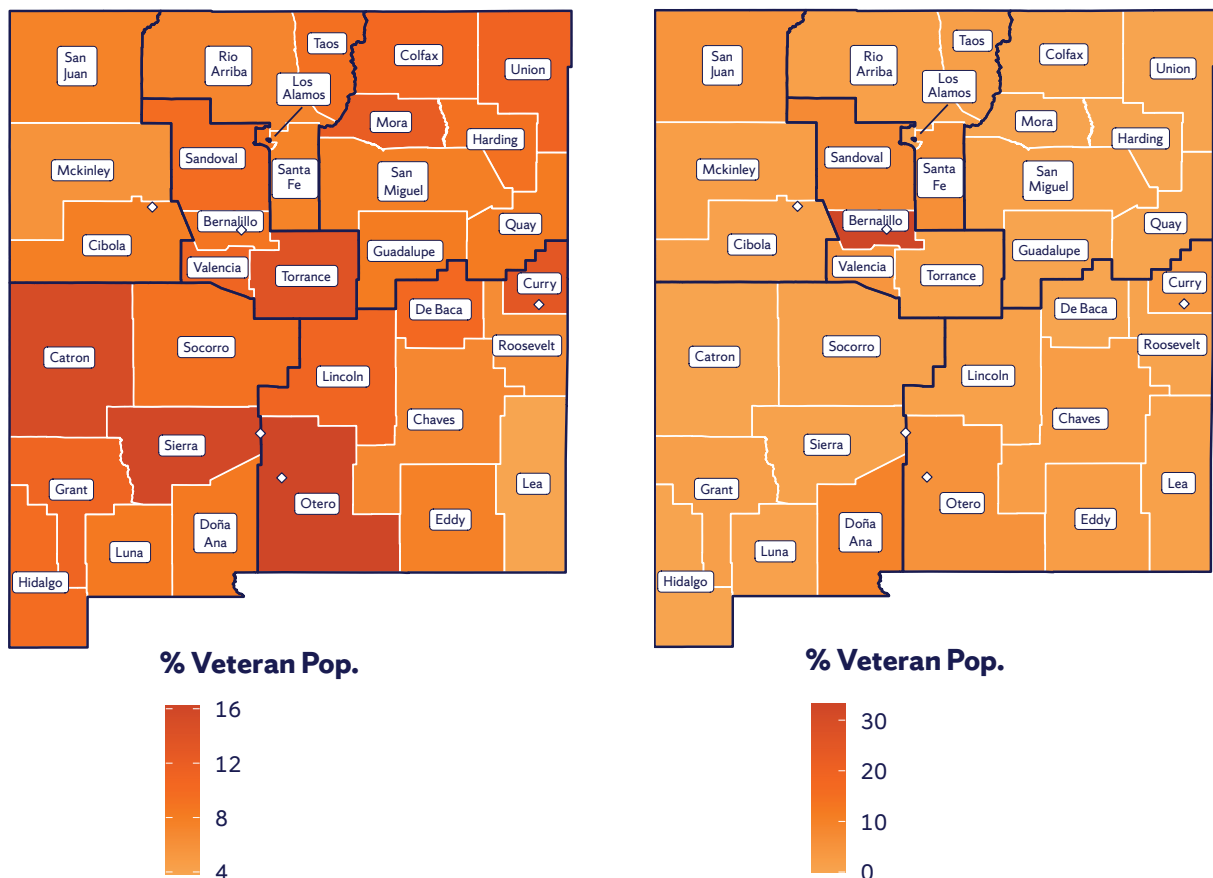 San
Juan
Rio
Arriba
Taos
Los
Alamos
Colfax
Union
Mora
Harding
Mckinley
Sandoval
Santa
Fe
San
Miguel
Bernalillo
Quay
Cibola
Valencia
Guadalupe
Torrance
Curry
De Baca
Catron
Socorro
Roosevelt
Lincoln
Chaves
Sierra
Grant
Otero
Lea
Luna
Doña
Ana
Eddy
Hidalgo
% Veteran Pop.
16
12
8
4
San
Juan
Rio
Arriba
Taos
Los
Alamos
Colfax
Union
Mora
Harding
Mckinley
Sandoval
Santa
Fe
San
Miguel
Bernalillo
Quay
Cibola
Valencia
Guadalupe
Torrance
Curry
De Baca
Catron
Socorro
Roosevelt
Lincoln
Chaves
Sierra
Grant
Otero
Lea
Luna
Doña
Ana
Eddy
Hidalgo
% Veteran Pop.
30
20
10
0